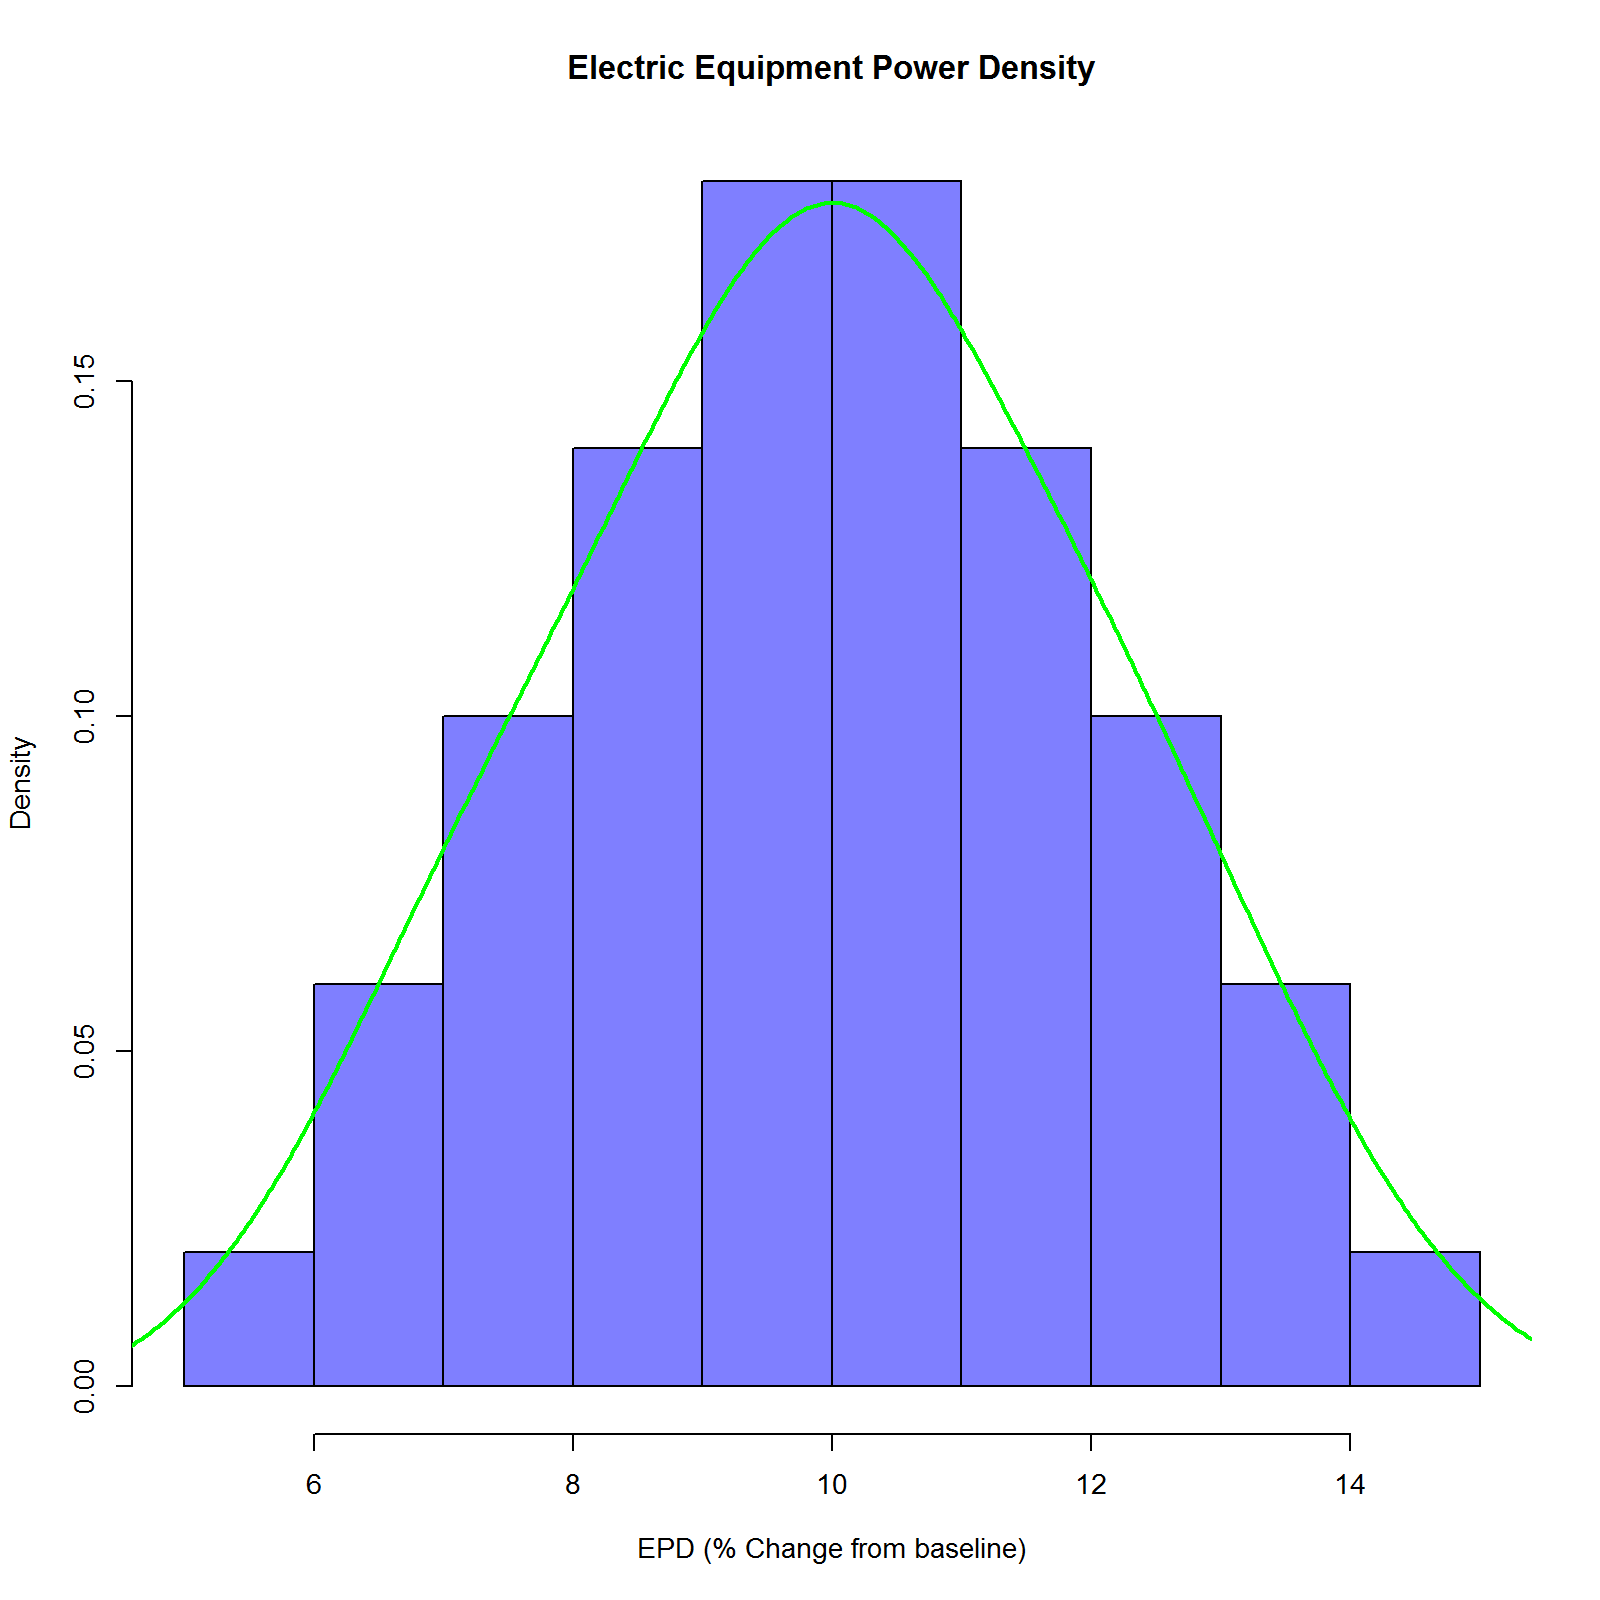 Electric Equipment Power Density
0.15
0.10
0.05
0.00
Density
6 8 10 12 14
EPD (% Change from baseline)